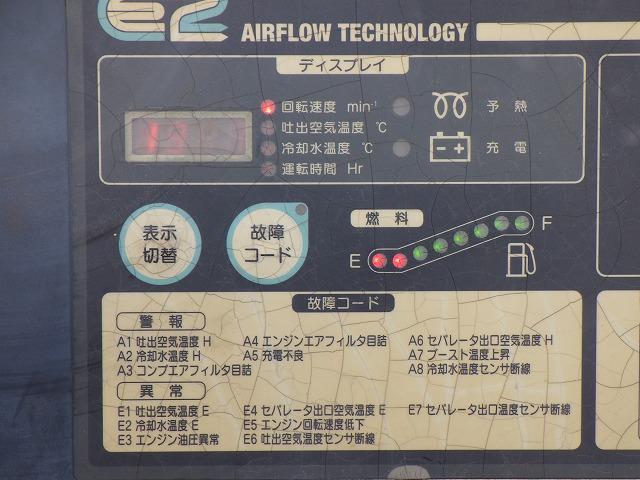 E2 AIRFLOW TECHNOLOGY
ディスプレイ
回転速度 min-1 予熱
吐出空気温度 ℃
冷却水温度 ℃ 充電
運転時間 Hr
表示
切替
故障
コード
燃料
E F
故障コード
警報
A1 吐出空気温度 H A4 エンジンエアフィルタ目詰 A6 セパレータ出口空気温度 H
A2 冷却水温度 H A5 充電不良 A7 ブースト温度上昇
A3 コンプエアフィルタ目詰 A8 冷却水温度センサ断線
異常
E1 吐出空気温度 E E4 セパレータ出口空気温度 E E7 セパレータ出口温度センサ断線
E2 冷却水温度 E E5 エンジン回転速度低下
E3 エンジン油圧異常 E6 吐出空気温度センサ断線